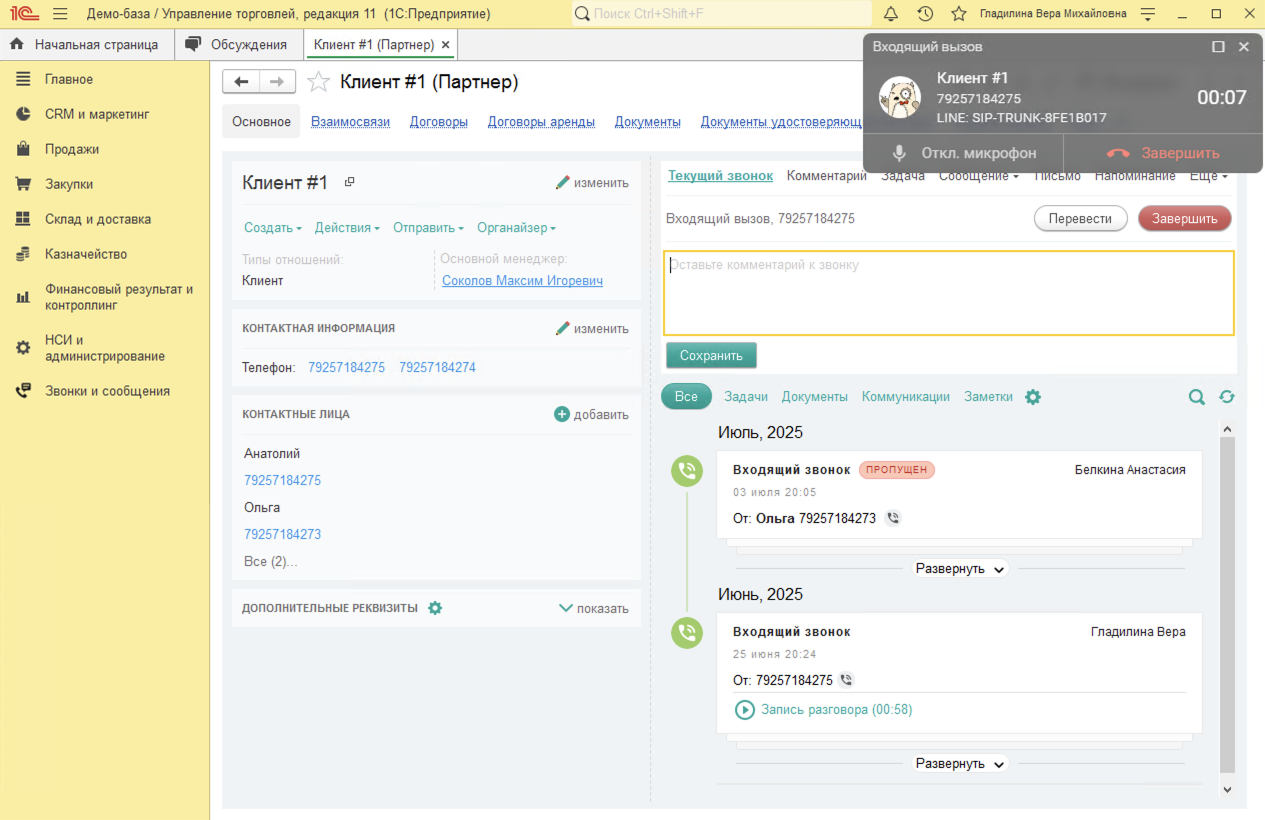 1С Демо-база / Управление торговлей, редакция 11 (1С:Предприятие) Поиск Ctrl+Shift+F Гладилина Вера Михайловна
Начальная страница Обсуждения Клиент #1 (Партнер)
Входящий вызов
Клиент #1
79257184275
LINE: SIP-TRUNK-8FE1B017
00:07
Откл. микрофон Завершить
Главное
CRM и маркетинг
Продажи
Закупки
Склад и доставка
Казначейство
Финансовый результат и
контроллинг
НСИ и
администрирование
Звонки и сообщения
Клиент #1 (Партнер)
Основное Взаимосвязи Договоры Договоры аренды Документы Документы удостоверяющ
Клиент #1 изменить
Создать Действия Отправить Органайзер
Типы отношений: Основной менеджер:
Клиент Соколов Максим Игоревич
КОНТАКТНАЯ ИНФОРМАЦИЯ изменить
Телефон: 79257184275 79257184274
КОНТАКТНЫЕ ЛИЦА добавить
Анатолий
79257184275
Ольга
79257184273
Все (2)...
ДОПОЛНИТЕЛЬНЫЕ РЕКВИЗИТЫ показать
Текущий звонок Комментарий Задача Сообщение Письмо Напоминание Еще
Входящий вызов, 79257184275 Перевести Завершить
Оставьте комментарий к звонку
Сохранить
Все Задачи Документы Коммуникации Заметки
Июль, 2025
Входящий звонок ПРОПУЩЕН Белкина Анастасия
03 июля 20:05
От: Ольга 79257184273
Развернуть
Июнь, 2025
Входящий звонок Гладилина Вера
25 июня 20:24
От: 79257184275
Запись разговора (00:58)
Развернуть